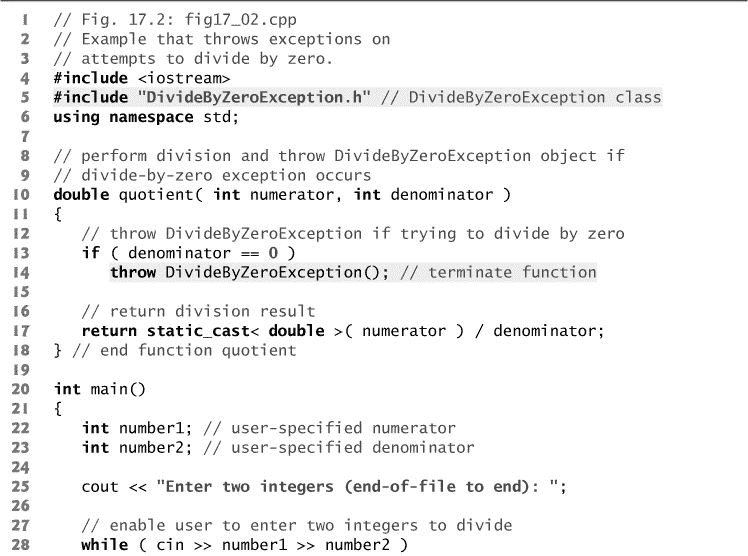 1 // Fig. 17.2: fig17_02.cpp
2 // Example that throws exceptions on
3 // attempts to divide by zero.
4 #include <iostream>
5 #include "DivideByZeroException.h" // DivideByZeroException class
6 using namespace std;
7
8 // perform division and throw DivideByZeroException object if
9 // divide-by-zero exception occurs
10 double quotient( int numerator, int denominator )
11 {
12    // throw DivideByZeroException if trying to divide by zero
13    if ( denominator == 0 )
14       throw DivideByZeroException(); // terminate function
15
16    // return division result
17    return static_cast< double >( numerator ) / denominator;
18 } // end function quotient
19
20 int main()
21 {
22    int number1; // user-specified numerator
23    int number2; // user-specified denominator
24
25    cout << "Enter two integers (end-of-file to end): ";
26
27    // enable user to enter two integers to divide
28    while ( cin >> number1 >> number2 )